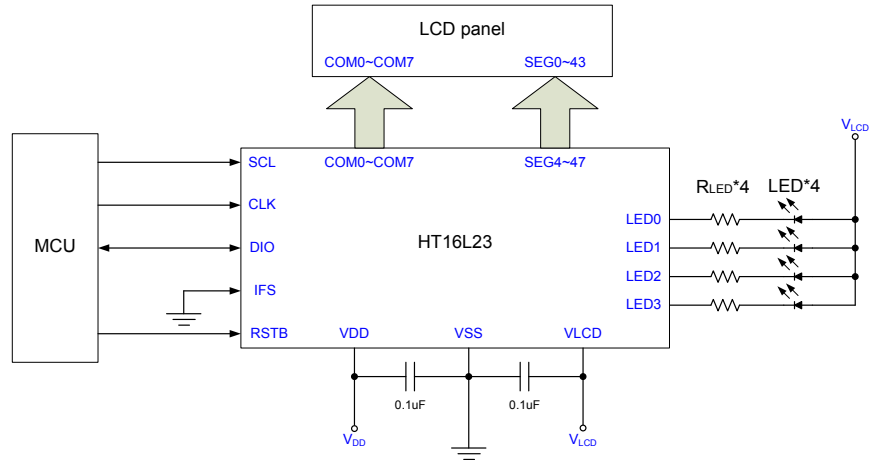 LCD panel
COM0~COM7 SEG0~43
MCU
SCL
CLK
DIO
IFS
RSTB
COM0~COM7 SEG4~47
HT16L23
LED0
LED1
LED2
LED3
VDD VSS VLCD
RLED*4 LED*4
VLCD
0.1uF 0.1uF
VDD VLCD